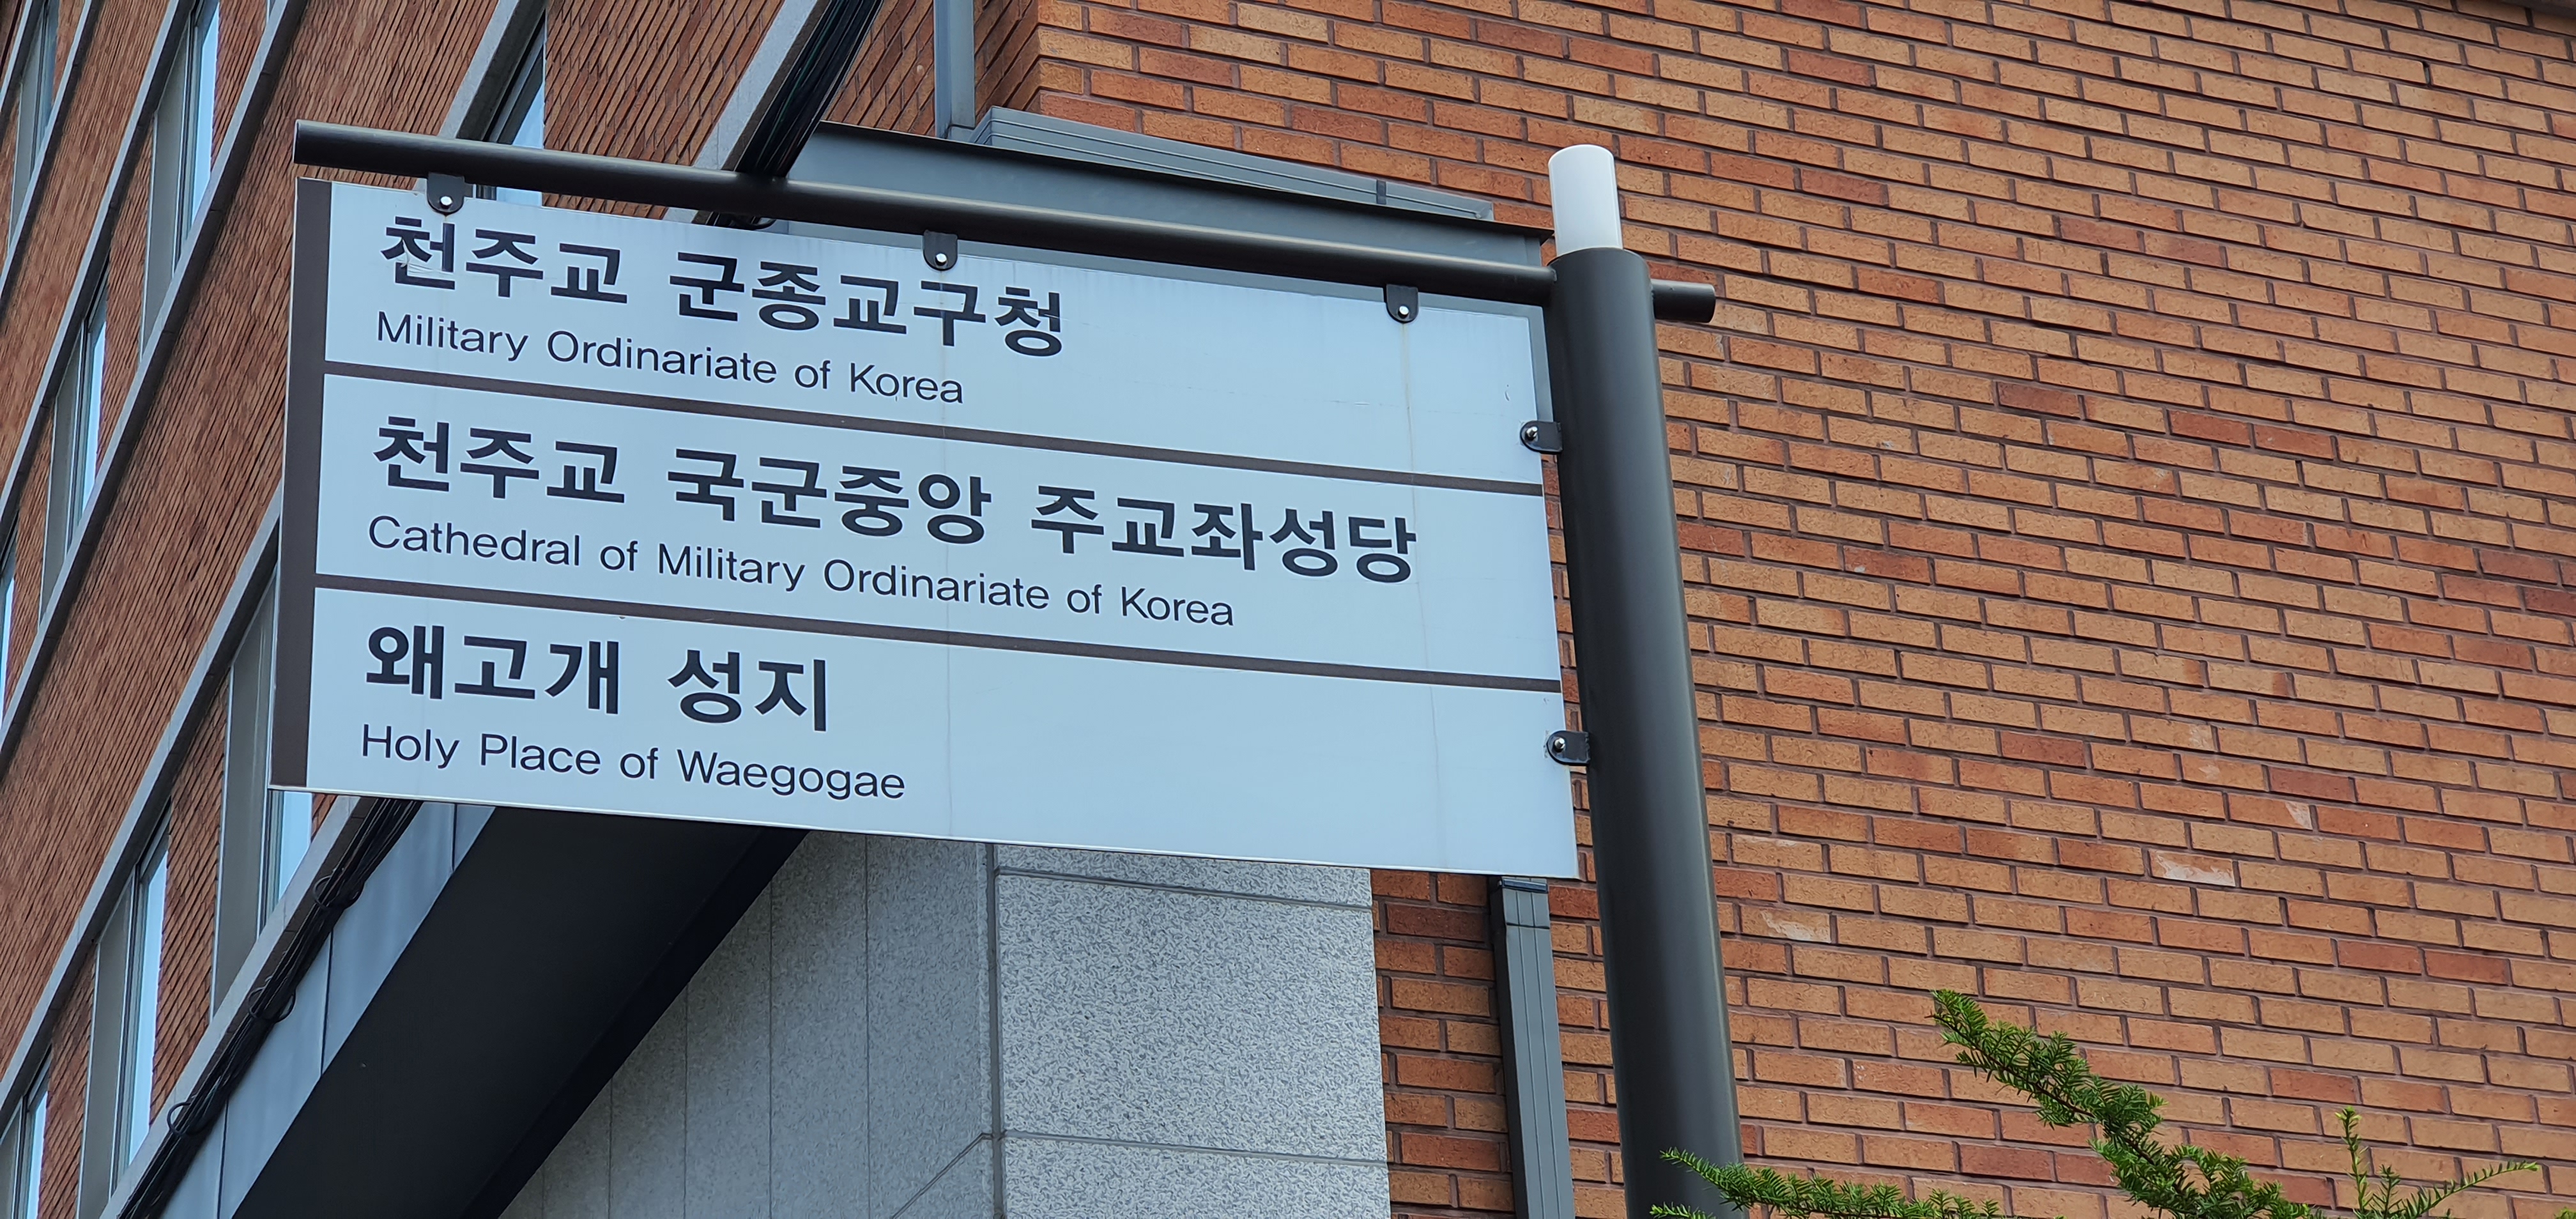 천주교 군종교구청
Military Ordinariate of Korea
천주교 국군중앙 주교좌성당
Cathedral of Military Ordinariate of Korea
왜고개 성지
Holy Place of Waegogae